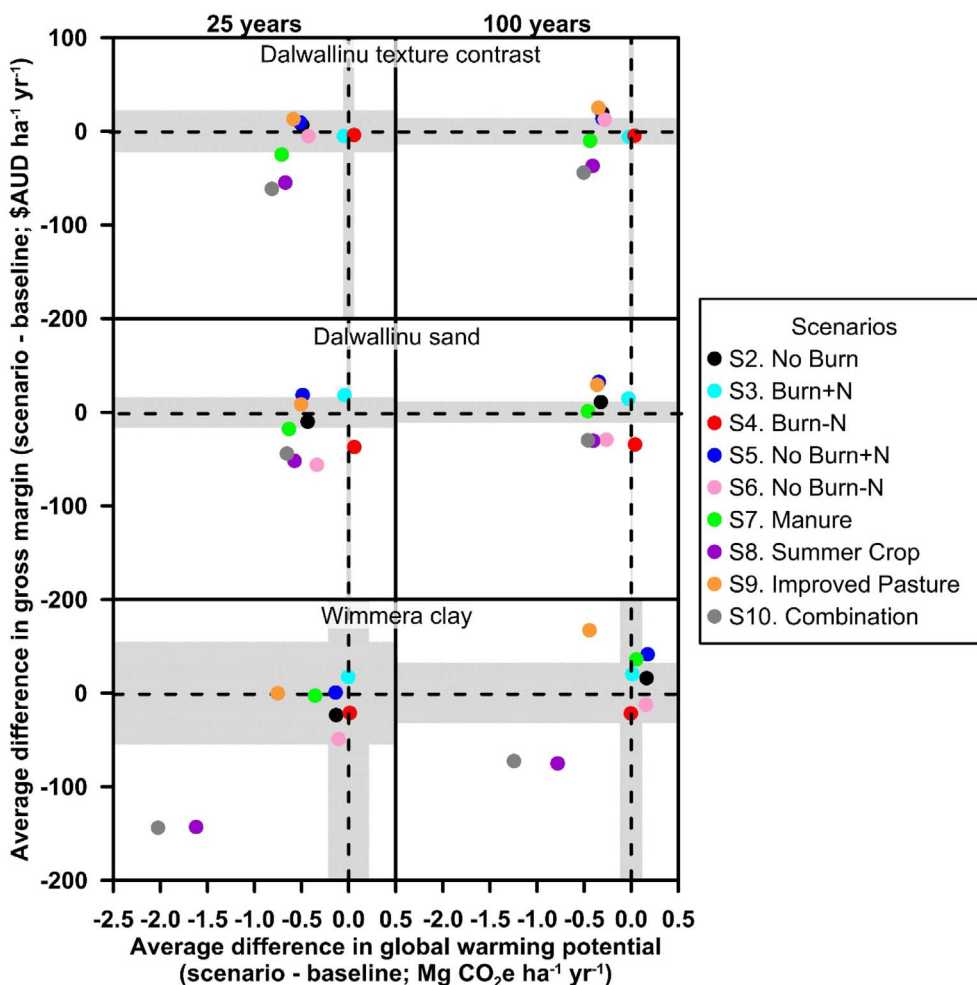 25 years 100 years
Average difference in gross margin (scenario - baseline; $AUD ha⁻¹ yr⁻¹)
100
Dalwallinu texture contrast
0
-100
-200
Dalwallinu sand
0
-100
-200
Wimmera clay
0
-100
-200
-2.5 -2.0 -1.5 -1.0 -0.5 0.0 0.5 -2.0 -1.5 -1.0 -0.5 0.0 0.5
Average difference in global warming potential
(scenario - baseline; Mg CO₂e ha⁻¹ yr⁻¹)
Scenarios
S2. No Burn
S3. Burn+N
S4. Burn-N
S5. No Burn+N
S6. No Burn-N
S7. Manure
S8. Summer Crop
S9. Improved Pasture
S10. Combination